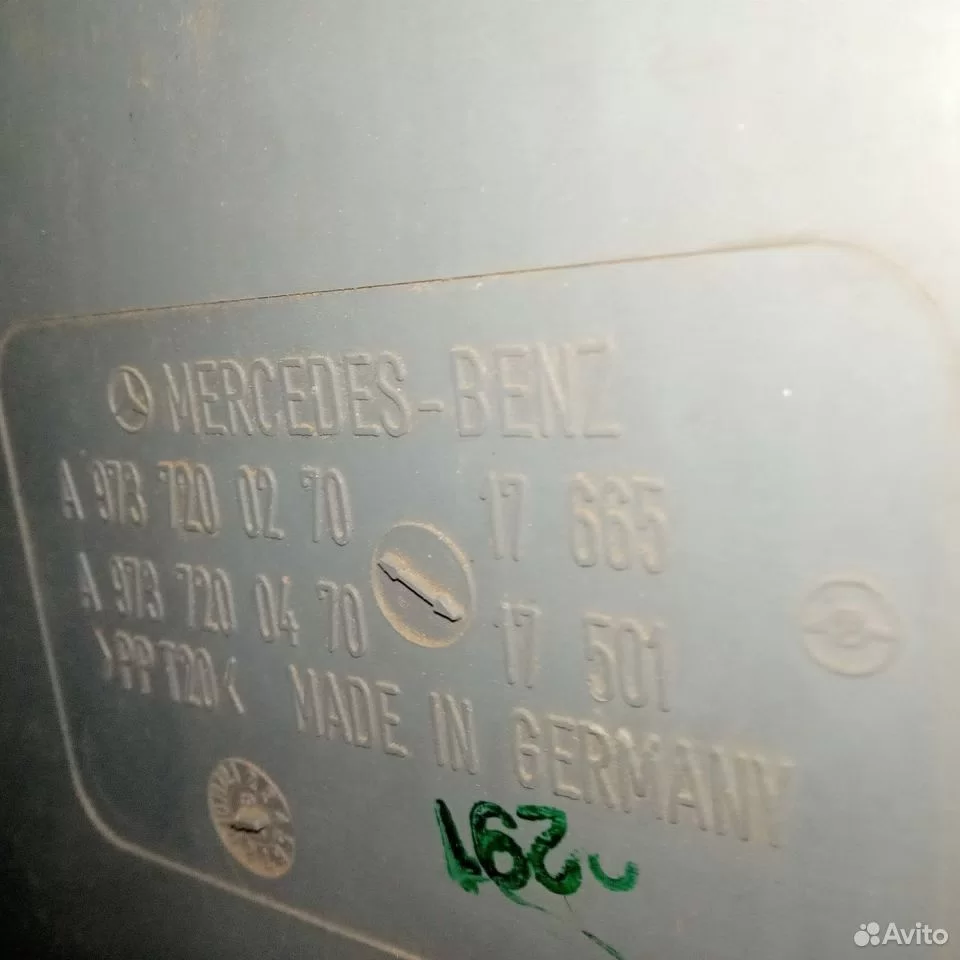 MERCEDES-BENZ
A 973 720 02 70 17 665
A 973 720 04 70 17 501
>PP T20< MADE IN GERMANY
Avito